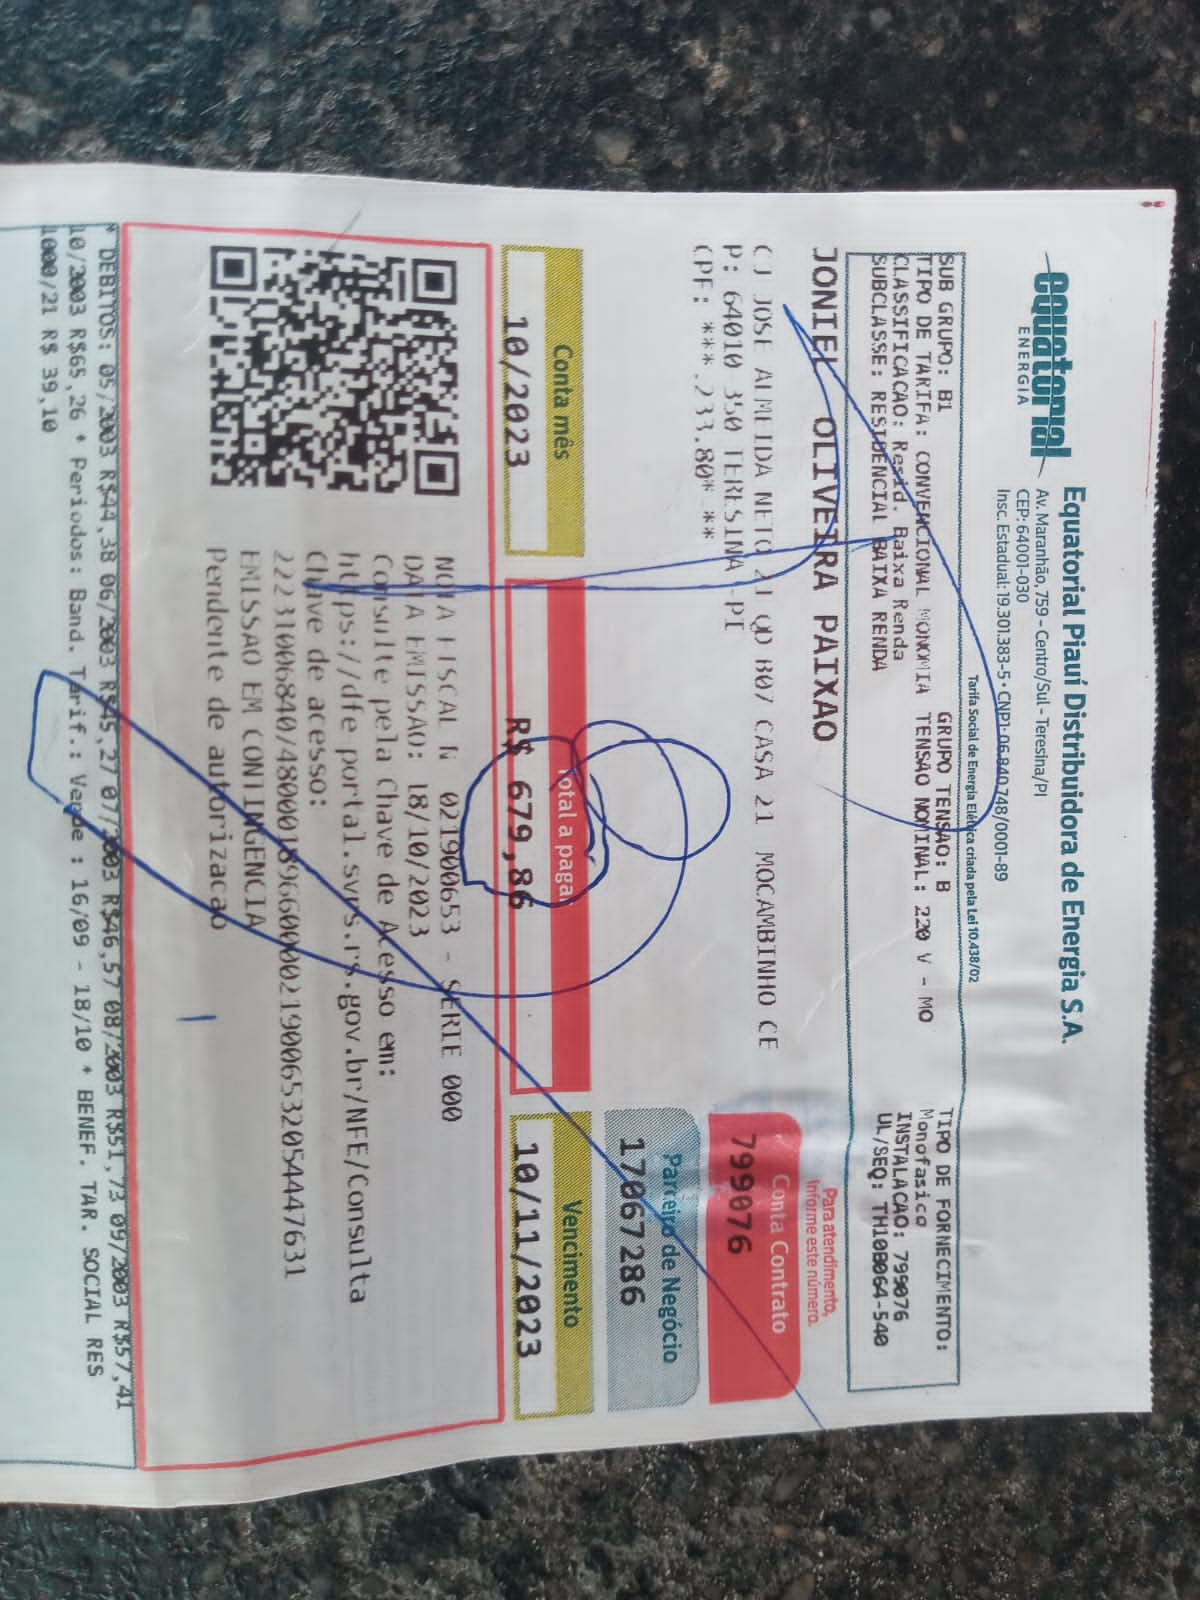 equatorial
ENERGIA
Equatorial Piauí Distribuidora de Energia S.A.
Av. Maranhão, 759 - Centro/Sul - Teresina/PI
CEP: 64001-030
Insc. Estadual: 19.301.383-5 • CNPJ: 06.840.748/0001-89
Tarifa Social de Energia Elétrica criada pela Lei 10.438/02
SUB GRUPO: B1 GRUPO TENSAO: B TIPO DE FORNECIMENTO:
TIPO DE TARIFA: CONVENCIONAL MONOMIA TENSAO NOMINAL: 220 V - MO Monofasico
CLASSIFICACAO: Resid. Baixa Renda INSTALACAO: 799076
SUBCLASSE: RESIDENCIAL BAIXA RENDA UL/SEQ: TH10B064-540
JONIEL OLIVEIRA PAIXAO
CJ JOSE ALMEIDA NETO 21 QD B07 CASA 21 MOCAMBINHO CE
P: 64010 350 TERESINA-PI
CPF: ***.233.80*-**
Para atendimento,
informe este número.
Conta Contrato
799076
Parceiro de Negócio
17067286
Conta mês
10/2023
Total a pagar
R$ 679,86
Vencimento
10/11/2023
NOTA FISCAL N 021900653 - SERIE 000
DATA EMISSAO: 18/10/2023
Consulte pela Chave de Acesso em:
https://dfe portal.svrs.rs.gov.br/NFE/Consulta
Chave de acesso:
EMISSAO EM CONTINGENCIA
Pendente de autorizacao
* DEBITOS: 05/2003 R$44,38 06/2003 R$45,27 07/2003 R$46,57 08/2003 R$51,73 09/2003 R$57,41
10/2003 R$65,26 * Periodos: Band. Tarif.: Verde : 16/09 - 18/10 * BENEF. TAR. SOCIAL RES
1000/21 R$ 39,10